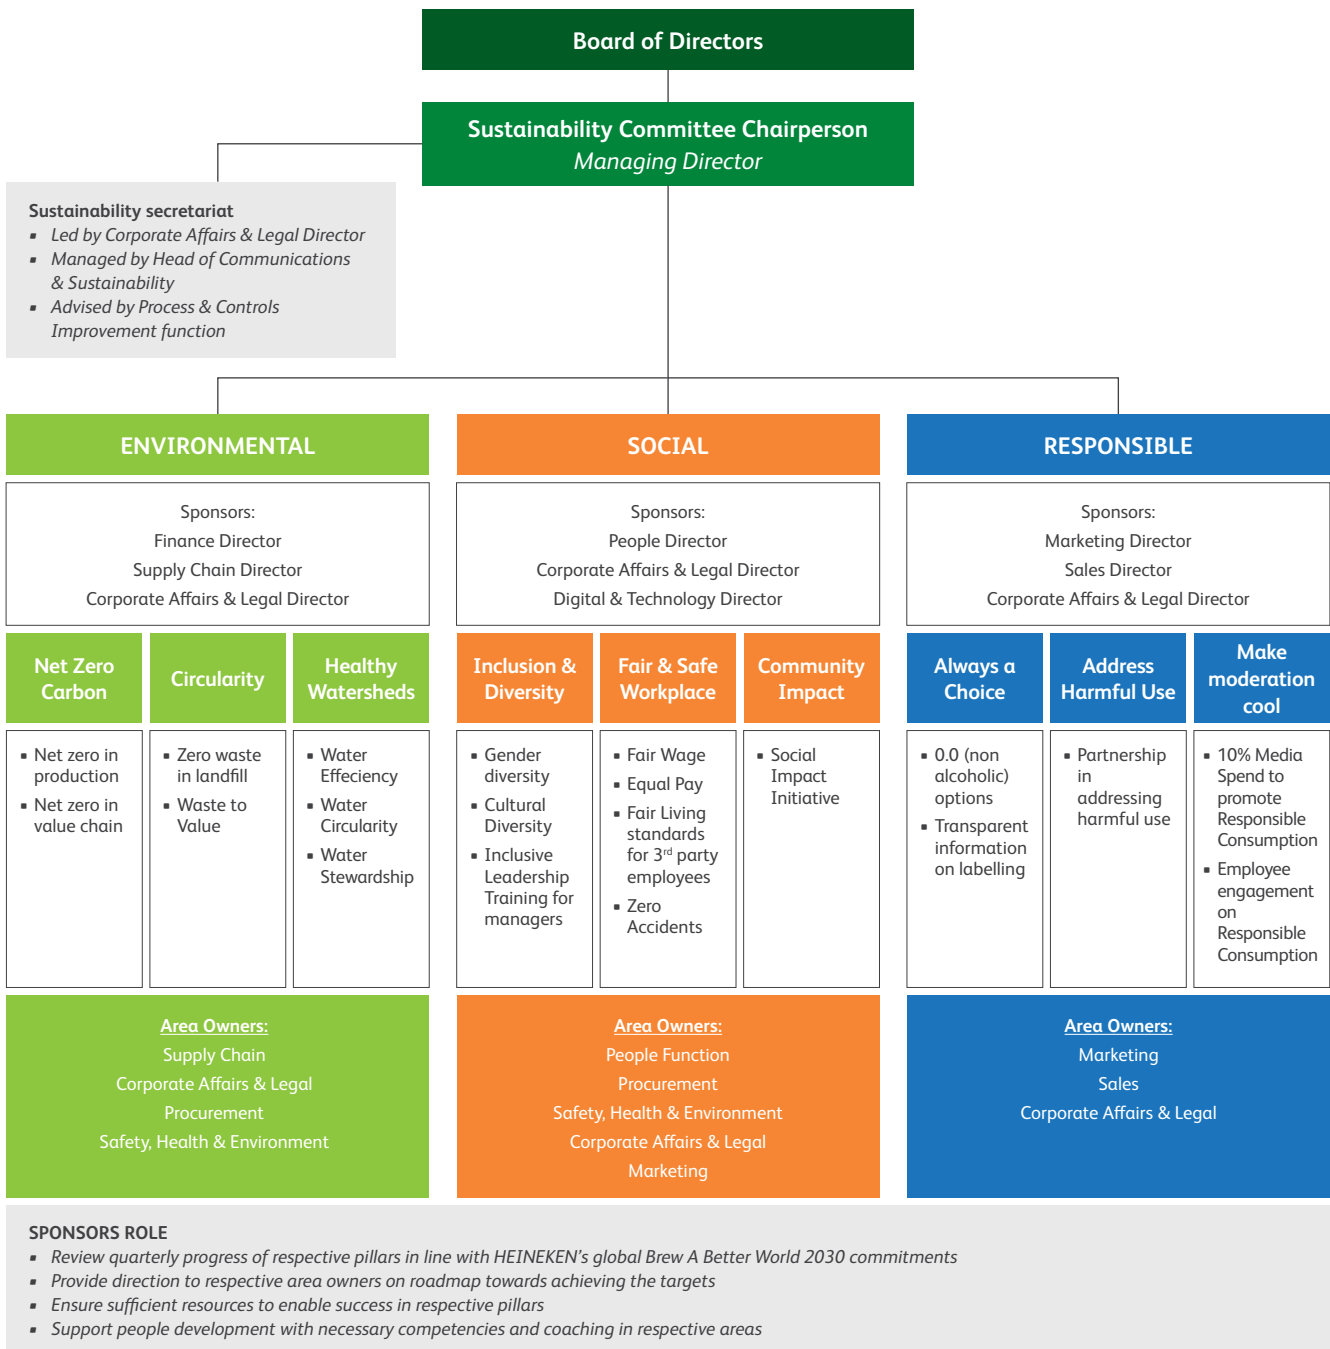 Board of Directors
Sustainability Committee Chairperson
Managing Director
Sustainability secretariat
▪ Led by Corporate Affairs & Legal Director
▪ Managed by Head of Communications
& Sustainability
▪ Advised by Process & Controls
Improvement function
ENVIRONMENTAL
Sponsors:
Finance Director
Supply Chain Director
Corporate Affairs & Legal Director
Net Zero
Carbon
Circularity
Healthy
Watersheds
▪ Net zero in
production
▪ Net zero in
value chain
▪ Zero waste
in landfill
▪ Waste to
Value
▪ Water
Effeciency
▪ Water
Circularity
▪ Water
Stewardship
Area Owners:
Supply Chain
Corporate Affairs & Legal
Procurement
Safety, Health & Environment
SOCIAL
Sponsors:
People Director
Corporate Affairs & Legal Director
Digital & Technology Director
Inclusion &
Diversity
Fair & Safe
Workplace
Community
Impact
▪ Gender
diversity
▪ Cultural
Diversity
▪ Inclusive
Leadership
Training for
managers
▪ Fair Wage
▪ Equal Pay
▪ Fair Living
standards
for 3rd party
employees
▪ Zero
Accidents
▪ Social
Impact
Initiative
Area Owners:
People Function
Procurement
Safety, Health & Environment
Corporate Affairs & Legal
Marketing
RESPONSIBLE
Sponsors:
Marketing Director
Sales Director
Corporate Affairs & Legal Director
Always a
Choice
Address
Harmful Use
Make
moderation
cool
▪ 0.0 (non
alcoholic)
options
▪ Transparent
information
on labelling
▪ Partnership
in
addressing
harmful use
▪ 10% Media
Spend to
promote
Responsible
Consumption
▪ Employee
engagement
on
Responsible
Consumption
Area Owners:
Marketing
Sales
Corporate Affairs & Legal
SPONSORS ROLE
▪ Review quarterly progress of respective pillars in line with HEINEKEN's global Brew A Better World 2030 commitments
▪ Provide direction to respective area owners on roadmap towards achieving the targets
▪ Ensure sufficient resources to enable success in respective pillars
▪ Support people development with necessary competencies and coaching in respective areas